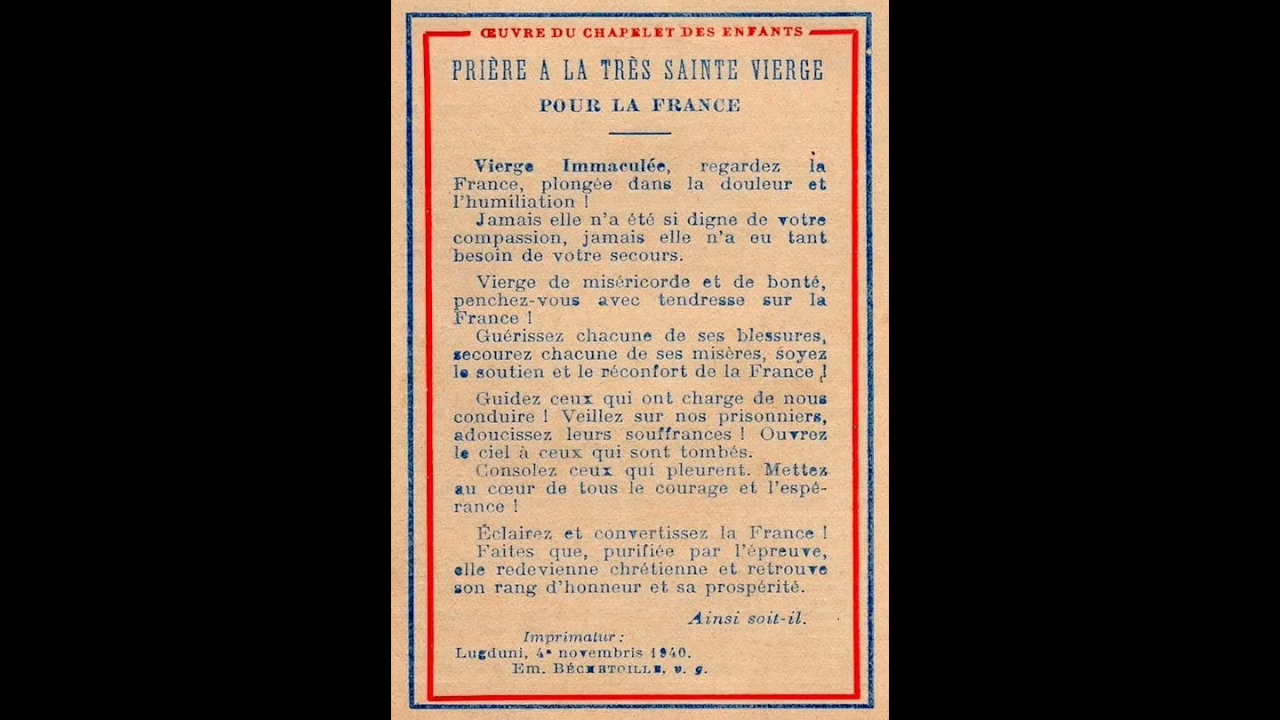 ŒUVRE DU CHAPELET DES ENFANTS
PRIÈRE A LA TRÈS SAINTE VIERGE
POUR LA FRANCE
Vierge Immaculée, regardez la
France, plongée dans la douleur et
l'humiliation !
Jamais elle n'a été si digne de votre
compassion, jamais elle n'a eu tant
besoin de votre secours.
Vierge de miséricorde et de bonté,
penchez-vous avec tendresse sur la
France !
Guérissez chacune de ses blessures,
secourez chacune de ses misères, soyez
le soutien et le réconfort de la France !
Guidez ceux qui ont charge de nous
conduire ! Veillez sur nos prisonniers,
adoucissez leurs souffrances ! Ouvrez
le ciel à ceux qui sont tombés.
Consolez ceux qui pleurent. Mettez
au cœur de tous le courage et l'espé-
rance !
Éclairez et convertissez la France !
Faites que, purifiée par l'épreuve,
elle redevienne chrétienne et retrouve
son rang d'honneur et sa prospérité.
Ainsi soit-il.
Imprimatur :
Lugduni, 4ª novembris 1940.
Em. BÉCHETOILLE, v. g.